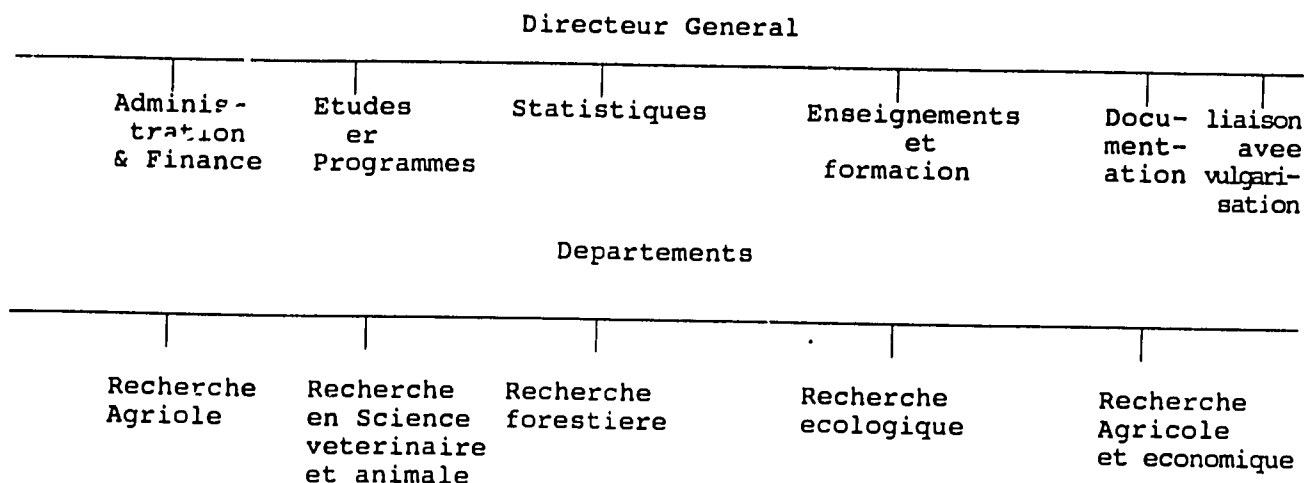 Directeur General
Adminis-
tration
& Finance
Etudes
er
Programmes
Statistiques
Enseignements
et
formation
Docu-
ment-
ation
liaison
avee
vulgari-
sation
Departements
Recherche
Agriole
Recherche
en Science
veterinaire
et animale
Recherche
forestiere
Recherche
ecologique
Recherche
Agricole
et economique